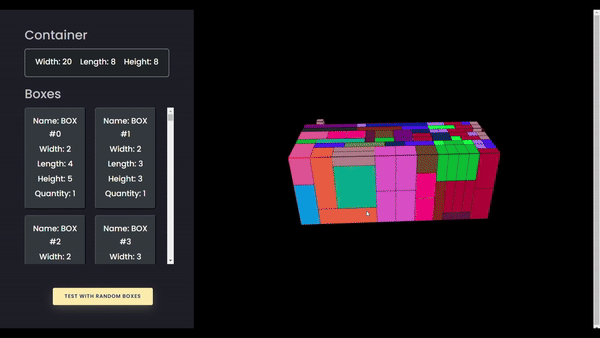 Container
Width: 20 Length: 8 Height: 8
Boxes
Name: BOX
#0
Width: 2
Length: 4
Height: 5
Quantity: 1
Name: BOX
#1
Width: 2
Length: 3
Height: 3
Quantity: 1
Name: BOX
#2
Width: 2
Name: BOX
#3
Width: 3
TEST WITH RANDOM BOXES